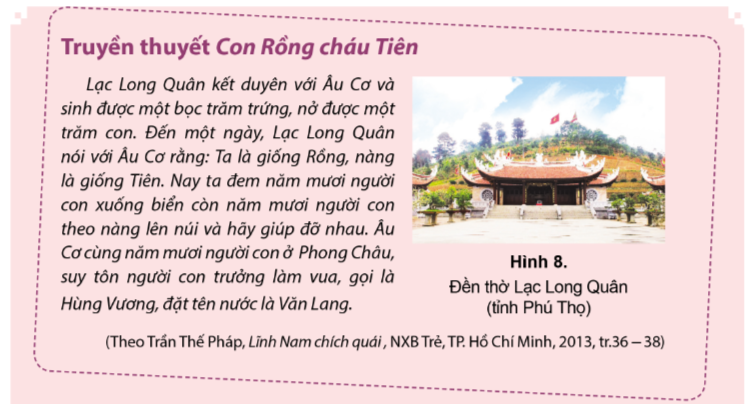 Truyền thuyết Con Rồng cháu Tiên
Lạc Long Quân kết duyên với Âu Cơ và
sinh được một bọc trăm trứng, nở được một
trăm con. Đến một ngày, Lạc Long Quân
nói với Âu Cơ rằng: Ta là giống Rồng, nàng
là giống Tiên. Nay ta đem năm mươi người
con xuống biển còn năm mươi người con
theo nàng lên núi và hãy giúp đỡ nhau. Âu
Cơ cùng năm mươi người con ở Phong Châu,
suy tôn người con trưởng làm vua, gọi là
Hùng Vương, đặt tên nước là Văn Lang.
Hình 8.
Đền thờ Lạc Long Quân
(tỉnh Phú Thọ)
(Theo Trần Thế Pháp, Lĩnh Nam chích quái , NXB Trẻ, TP. Hồ Chí Minh, 2013, tr.36 – 38)